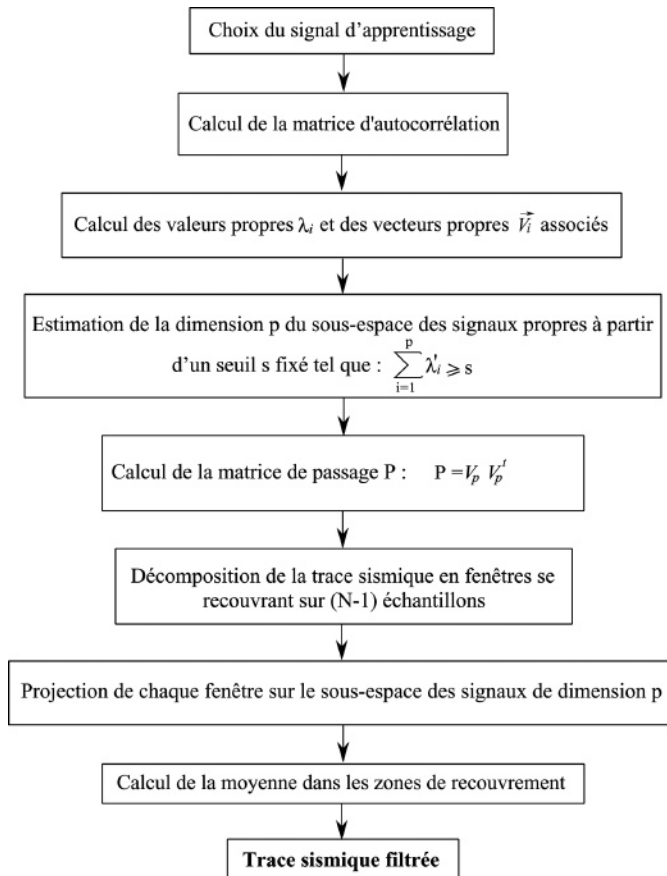 Choix du signal d’apprentissage
Calcul de la matrice d'autocorrélation
Calcul des valeurs propres λi et des vecteurs propres V⃗i associés
Estimation de la dimension p du sous-espace des signaux propres à partir
d’un seuil s fixé tel que : ∑_{i=1}^{p} λ'i ⩾ s
Calcul de la matrice de passage P : P = Vp Vp^t
Décomposition de la trace sismique en fenêtres se
recouvrant sur (N-1) échantillons
Projection de chaque fenêtre sur le sous-espace des signaux de dimension p
Calcul de la moyenne dans les zones de recouvrement
Trace sismique filtrée